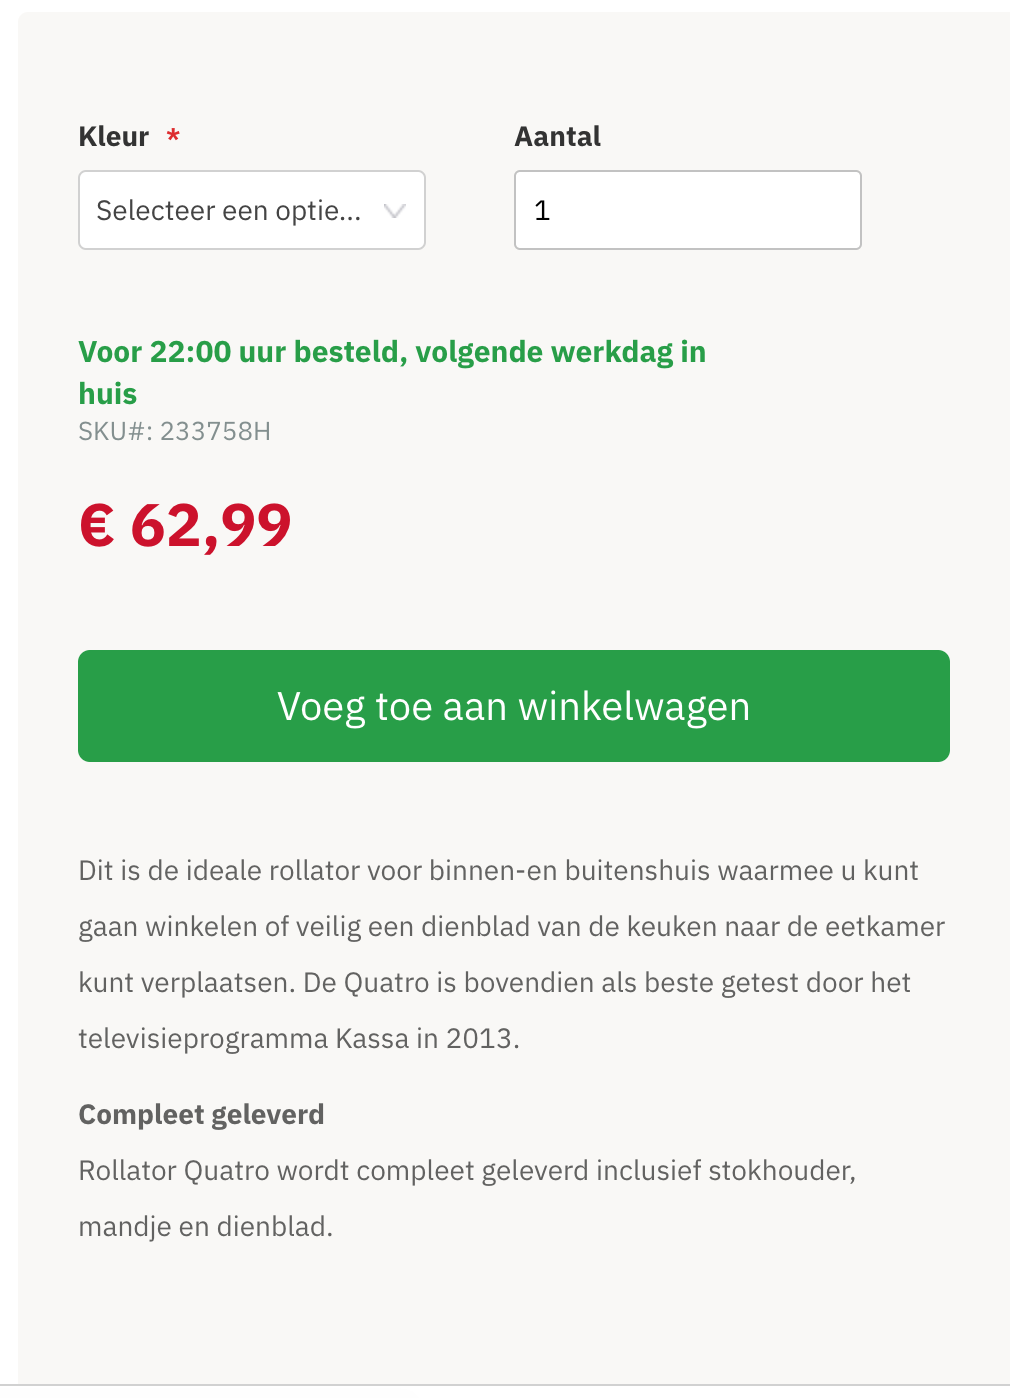 Kleur *
Aantal
Selecteer een optie...
1
Voor 22:00 uur besteld, volgende werkdag in
huis
SKU#: 233758H
€ 62,99
Voeg toe aan winkelwagen
Dit is de ideale rollator voor binnen-en buitenshuis waarmee u kunt
gaan winkelen of veilig een dienblad van de keuken naar de eetkamer
kunt verplaatsen. De Quatro is bovendien als beste getest door het
televisieprogramma Kassa in 2013.
Compleet geleverd
Rollator Quatro wordt compleet geleverd inclusief stokhouder,
mandje en dienblad.